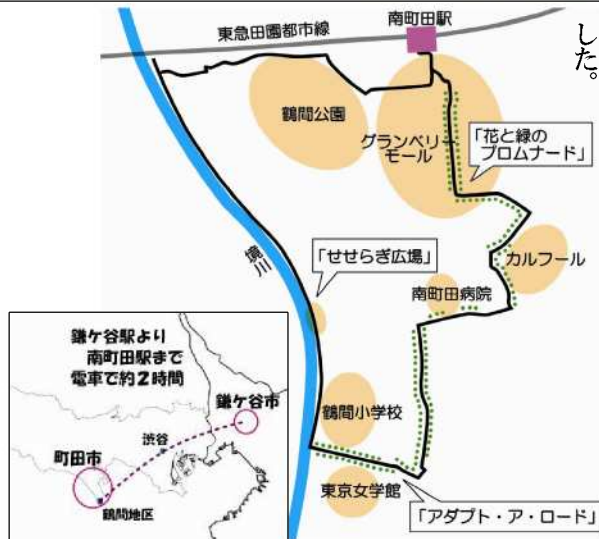 した。
東急田園都市線
南町田駅
鶴間公園
グランベリー
モール
「花と緑の
プロムナード」
境川
「せせらぎ広場」
カルフール
南町田病院
鶴間小学校
東京女学館
「アダプト・ア・ロード」
鎌ケ谷駅より
南町田駅まで
電車で約2時間
鎌ケ谷市
渋谷
町田市
鶴間地区